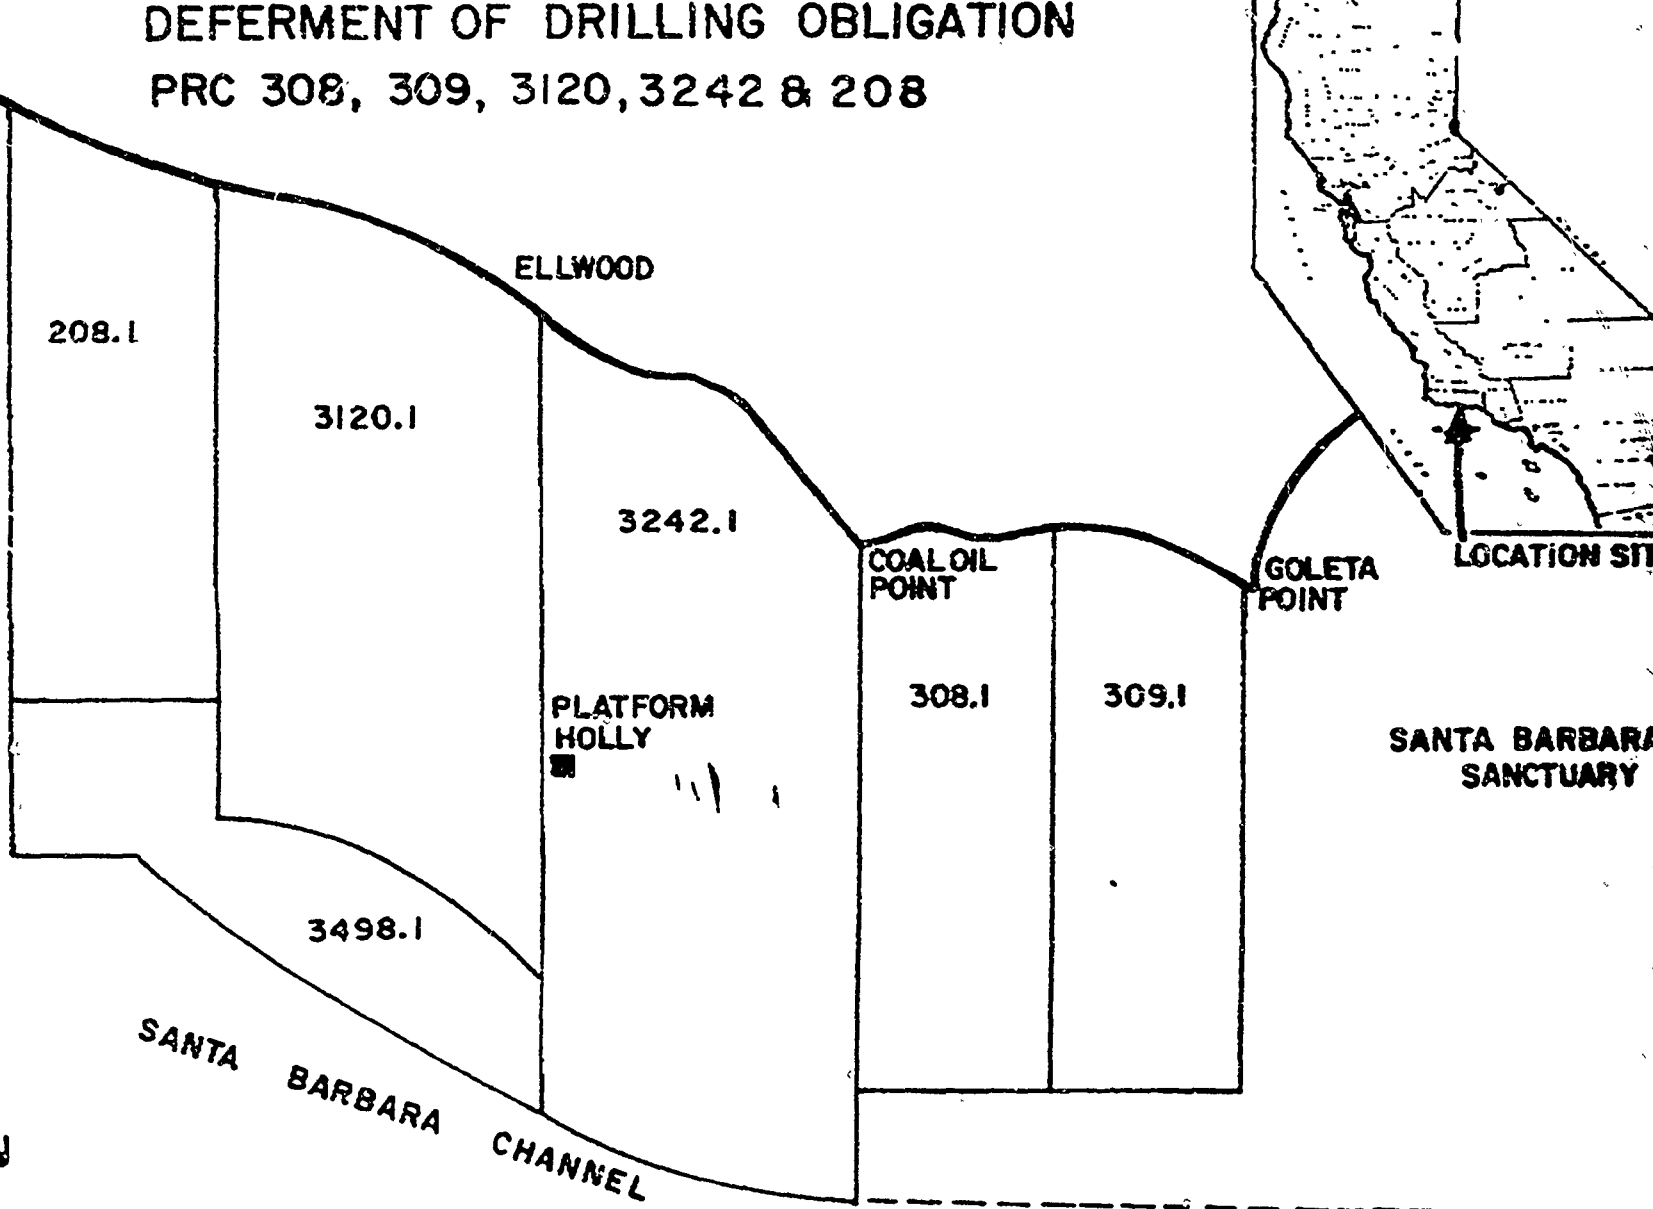 DEFERMENT OF DRILLING OBLIGATION
PRC 308, 309, 3120, 3242 & 208
ELLWOOD
208.1
3120.1
3242.1
COAL OIL
POINT
GOLETA
POINT
LOCATION SIT
PLATFORM
HOLLY
308.1
309.1
SANTA BARBARA
SANCTUARY
3498.1
SANTA BARBARA CHANNEL